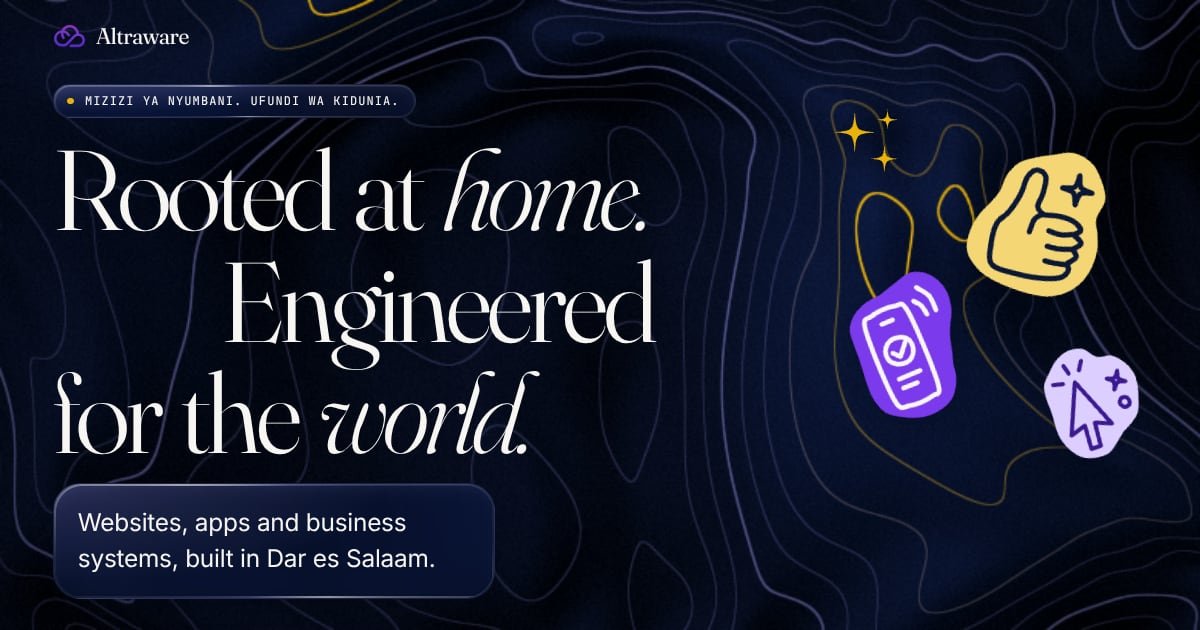 Altraware
MIZIZI YA NYUMBANI. UFUNDI WA KIDUNIA.
Rooted at home.
Engineered
for the world.
Websites, apps and business
systems, built in Dar es Salaam.